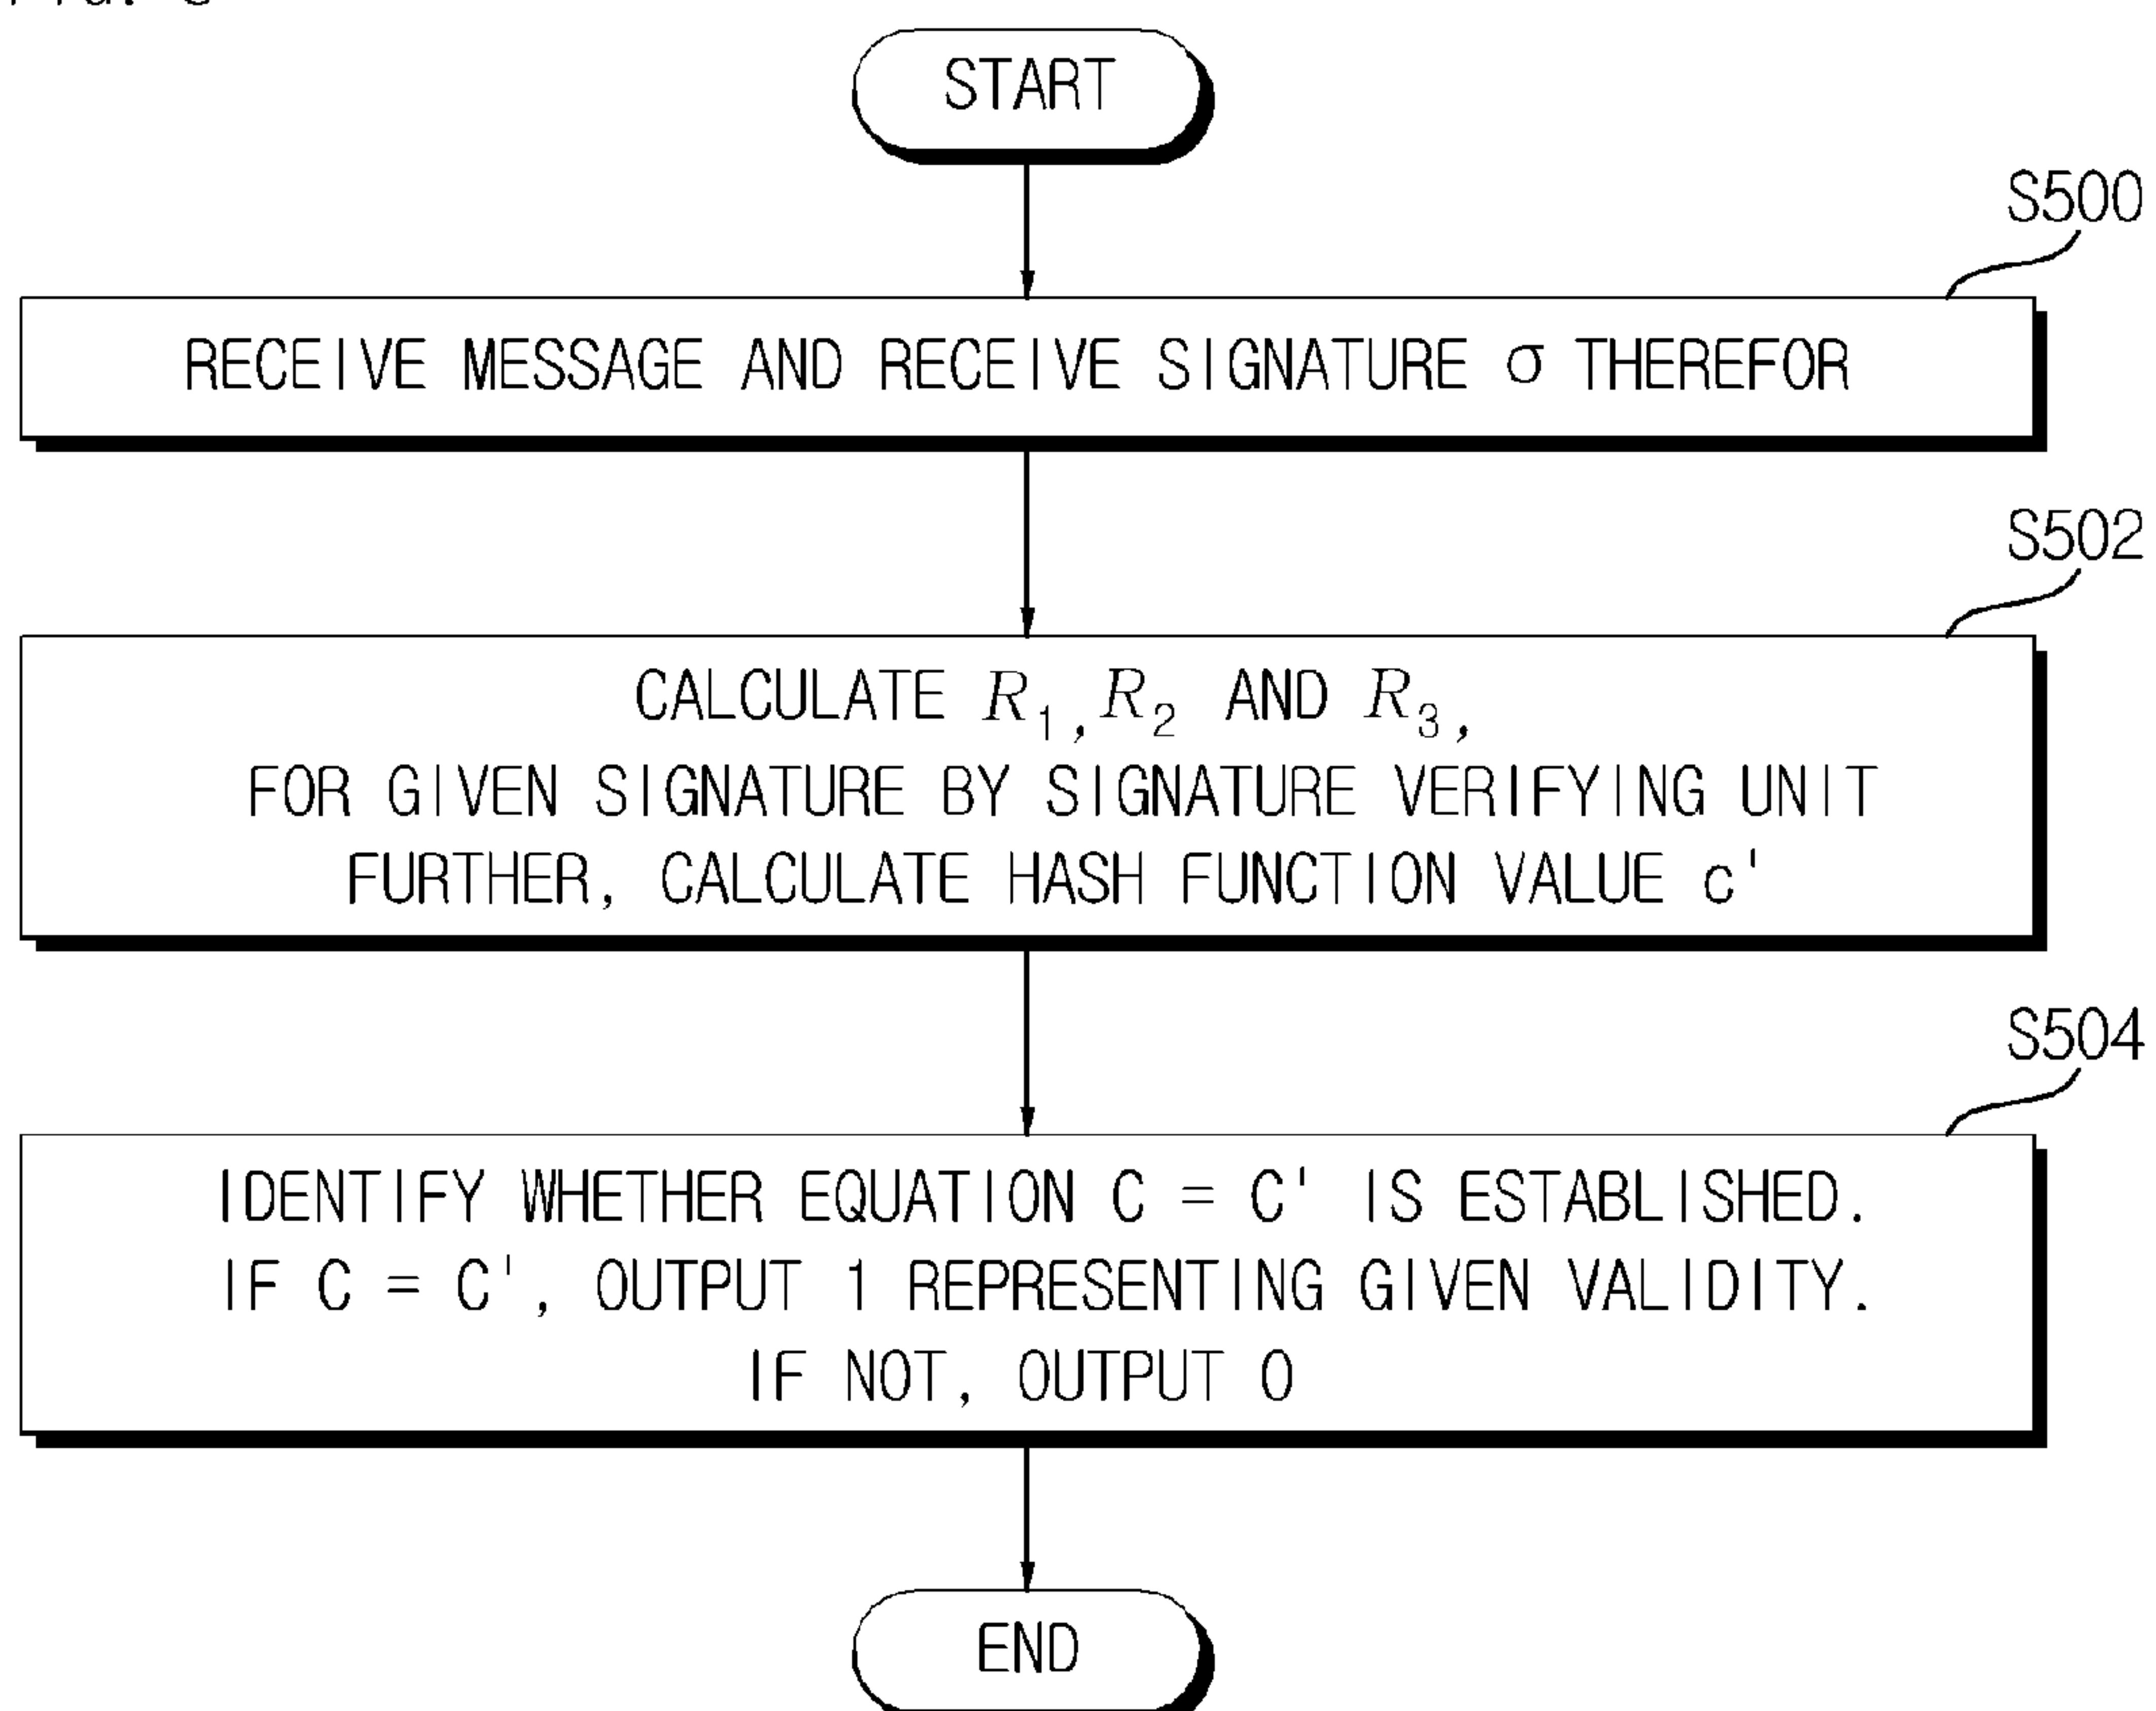 START
S500
RECEIVE MESSAGE AND RECEIVE SIGNATURE σ THEREFOR
S502
CALCULATE R₁, R₂ AND R₃,
FOR GIVEN SIGNATURE BY SIGNATURE VERIFYING UNIT
FURTHER, CALCULATE HASH FUNCTION VALUE c'
S504
IDENTIFY WHETHER EQUATION C = C' IS ESTABLISHED.
IF C = C', OUTPUT 1 REPRESENTING GIVEN VALIDITY.
IF NOT, OUTPUT 0
END